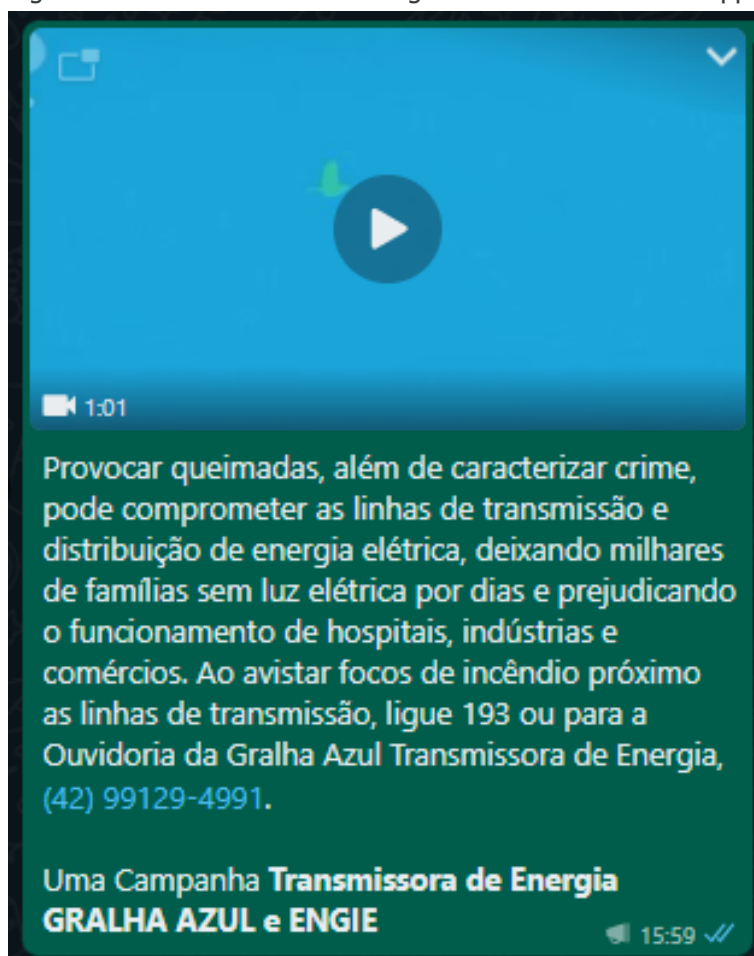 1:01
Provocar queimadas, além de caracterizar crime,
pode comprometer as linhas de transmissão e
distribuição de energia elétrica, deixando milhares
de famílias sem luz elétrica por dias e prejudicando
o funcionamento de hospitais, indústrias e
comércios. Ao avistar focos de incêndio próximo
as linhas de transmissão, ligue 193 ou para a
Ouvidoria da Gralha Azul Transmissora de Energia,
(42) 99129-4991.
Uma Campanha Transmissora de Energia
GRALHA AZUL e ENGIE
15:59